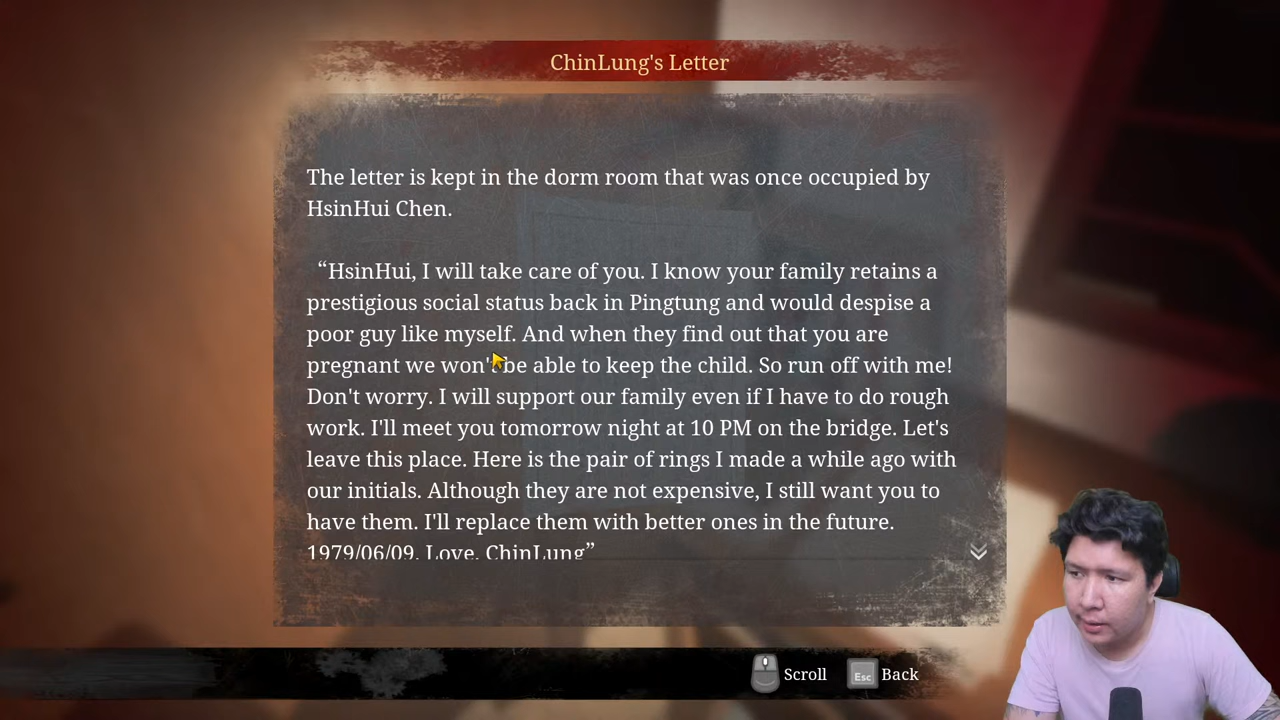 ChinLung's Letter
The letter is kept in the dorm room that was once occupied by
HsinHui Chen.
“HsinHui, I will take care of you. I know your family retains a
prestigious social status back in Pingtung and would despise a
poor guy like myself. And when they find out that you are
pregnant we won't be able to keep the child. So run off with me!
Don't worry. I will support our family even if I have to do rough
work. I'll meet you tomorrow night at 10 PM on the bridge. Let's
leave this place. Here is the pair of rings I made a while ago with
our initials. Although they are not expensive, I still want you to
have them. I'll replace them with better ones in the future.
1979/06/09. Love, ChinLung”
Scroll
Esc Back